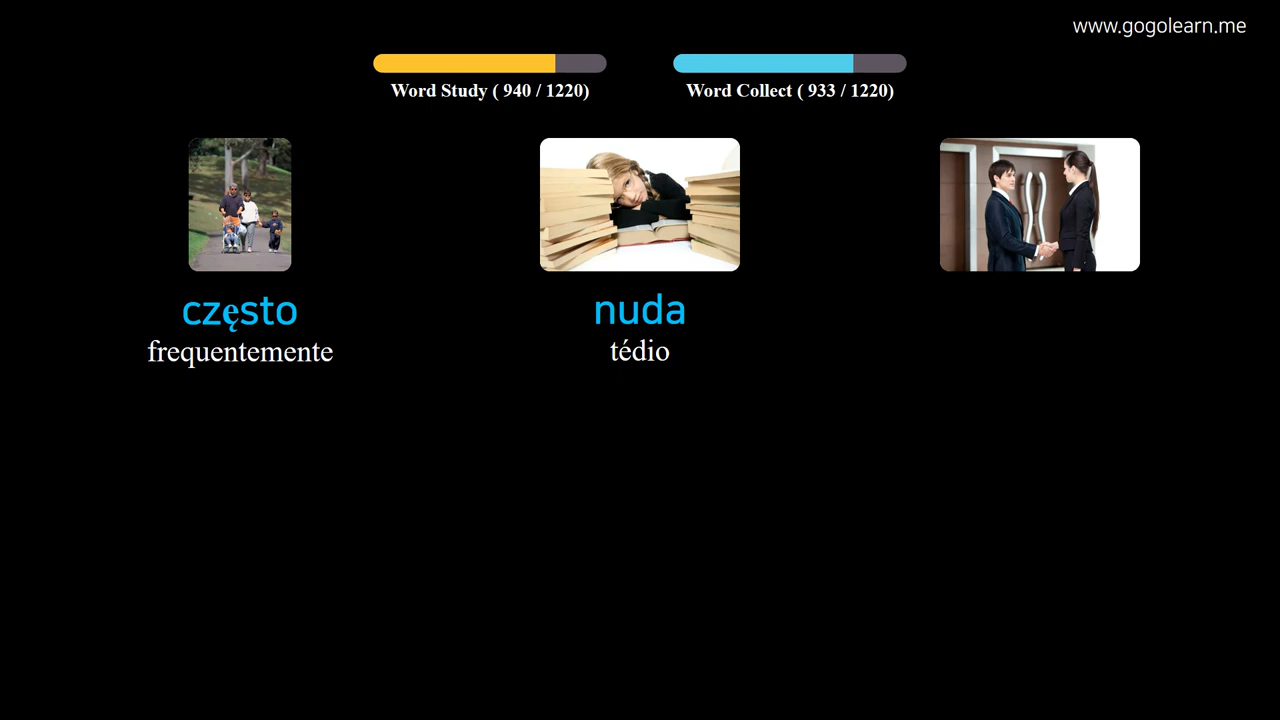 www.gogolearn.me
Word Study ( 940 / 1220)
Word Collect ( 933 / 1220)
często
frequentemente
nuda
tédio